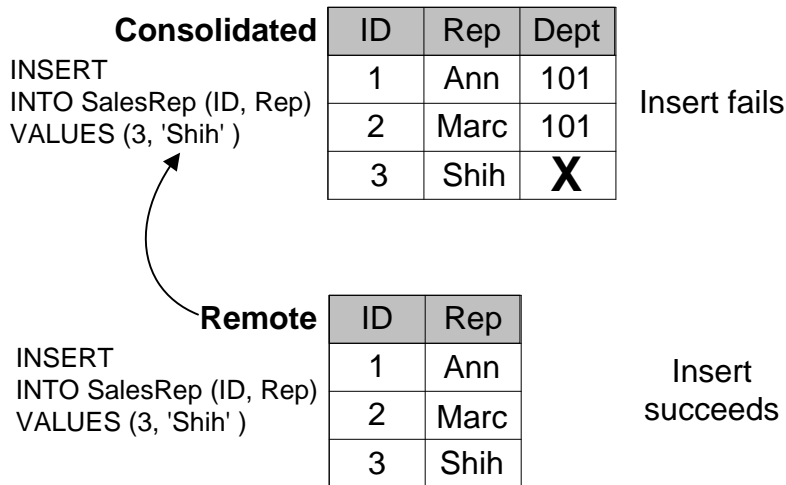 Consolidated
ID Rep Dept
INSERT
INTO SalesRep (ID, Rep)
VALUES (3, 'Shih' )
1 Ann 101
2 Marc 101
3 Shih X
Insert fails
Remote
ID Rep
INSERT
INTO SalesRep (ID, Rep)
VALUES (3, 'Shih' )
1 Ann
2 Marc
3 Shih
Insert
succeeds